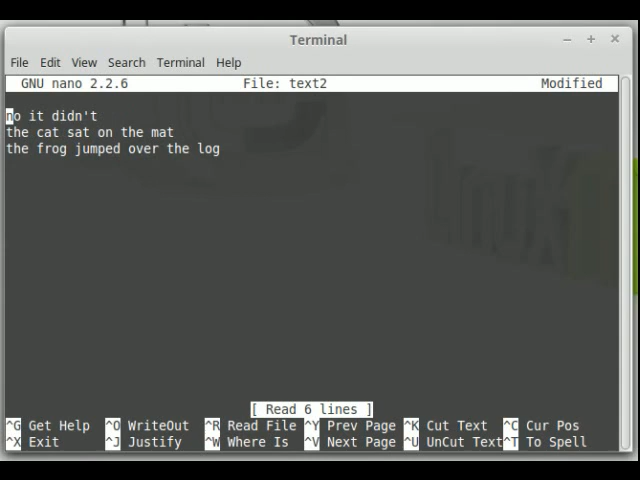 Terminal
File Edit View Search Terminal Help
GNU nano 2.2.6 File: text2 Modified
no it didn't
the cat sat on the mat
the frog jumped over the log
[ Read 6 lines ]
^G Get Help ^O WriteOut ^R Read File ^Y Prev Page ^K Cut Text ^C Cur Pos
^X Exit ^J Justify ^W Where Is ^V Next Page ^U UnCut Text ^T To Spell